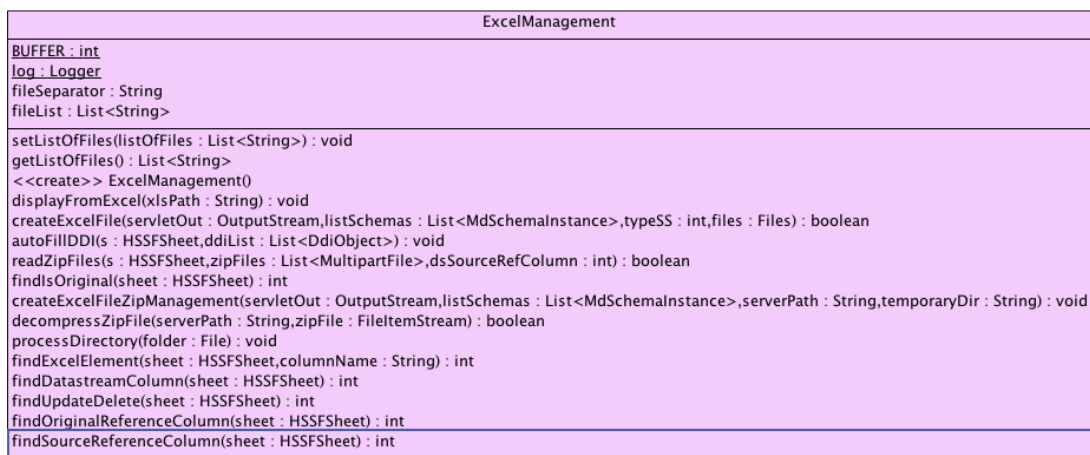 ExcelManagement
BUFFER : int
log : Logger
fileSeparator : String
fileList : List<String>
setListOfFiles(listOfFiles : List<String>) : void
getListOfFiles() : List<String>
<<create>> ExcelManagement()
displayFromExcel(xlsPath : String) : void
createExcelFile(servletOut : OutputStream,listSchemas : List<MdSchemaInstance>,typeSS : int,files : Files) : boolean
autoFillDDI(s : HSSFSheet,ddiList : List<DdiObject>) : void
readZipFiles(s : HSSFSheet,zipFiles : List<MultipartFile>,dsSourceRefColumn : int) : boolean
findIsOriginal(sheet : HSSFSheet) : int
createExcelFileZipManagement(servletOut : OutputStream,listSchemas : List<MdSchemaInstance>,serverPath : String,temporaryDir : String) : void
decompressZipFile(serverPath : String,zipFile : FileItemStream) : boolean
processDirectory(folder : File) : void
findExcelElement(sheet : HSSFSheet,columnName : String) : int
findDatastreamColumn(sheet : HSSFSheet) : int
findUpdateDelete(sheet : HSSFSheet) : int
findOriginalReferenceColumn(sheet : HSSFSheet) : int
findSourceReferenceColumn(sheet : HSSFSheet) : int